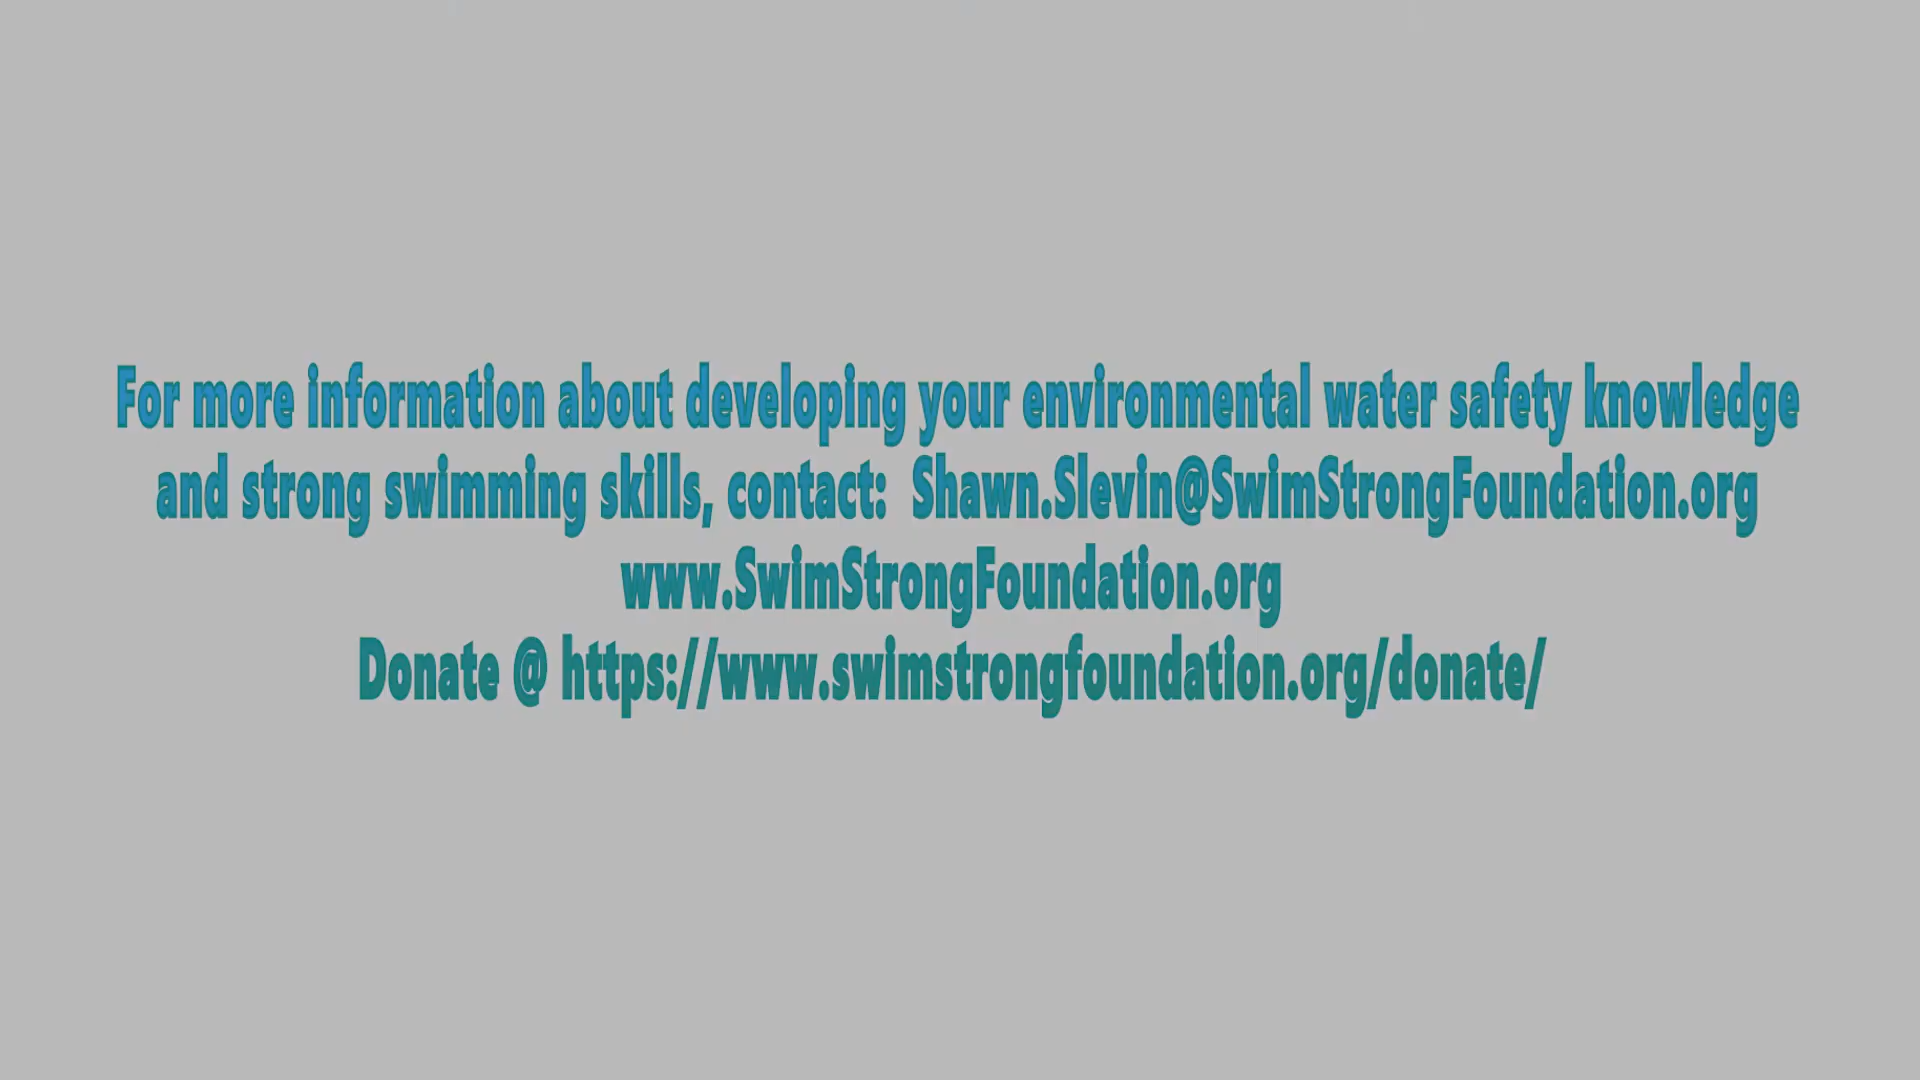 For more information about developing your environmental water safety knowledge
and strong swimming skills, contact:  Shawn.Slevin@SwimStrongFoundation.org
www.SwimStrongFoundation.org
Donate @ https://www.swimstrongfoundation.org/donate/